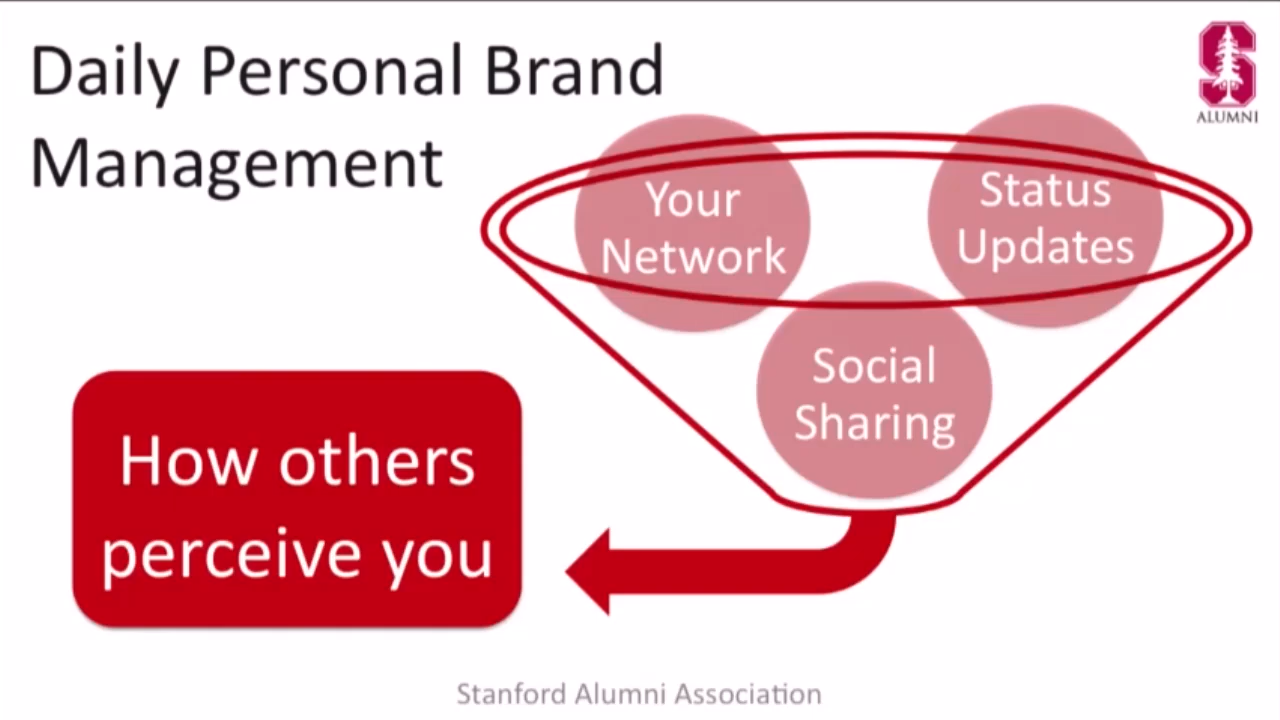 Daily Personal Brand
Management
ALUMNI
Your
Network
Status
Updates
Social
Sharing
How others
perceive you
Stanford Alumni Association